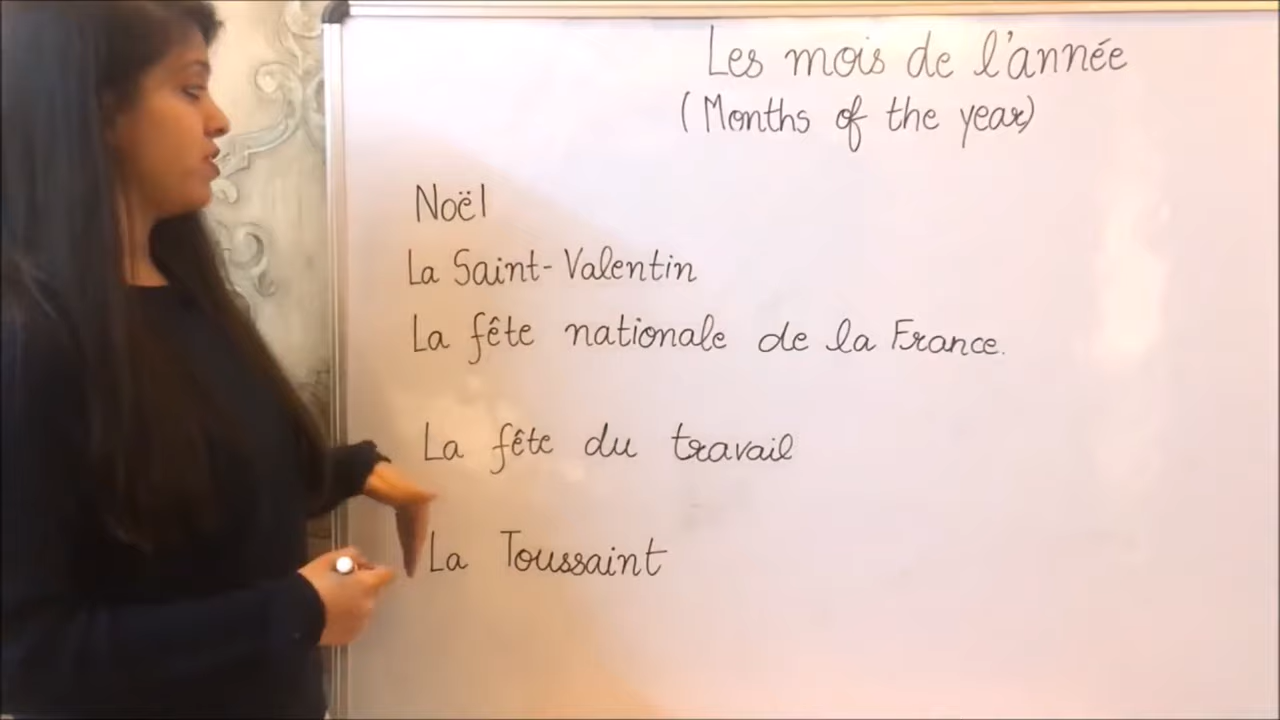 Les mois de l'année
(Months of the year)
Noël
La Saint-Valentin
La fête nationale de la France.
La fête du travail
La Toussaint